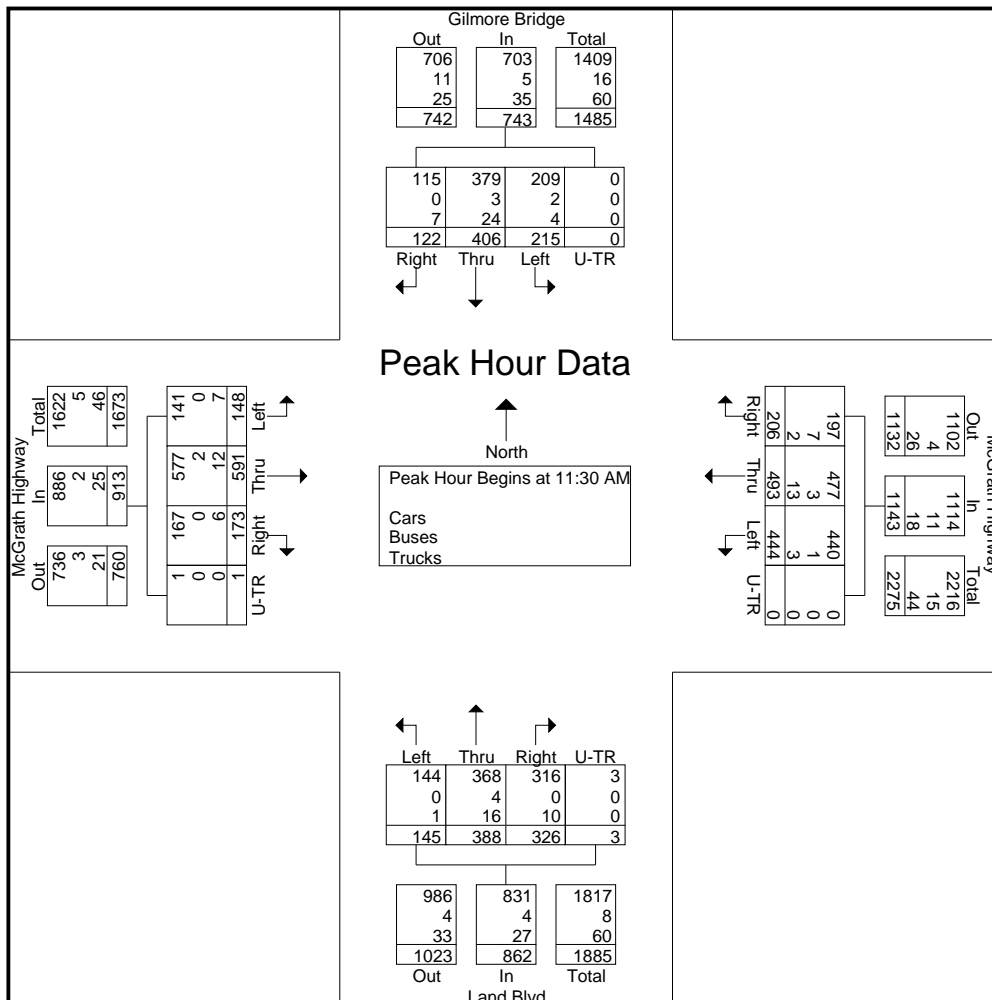 Gilmore Bridge
Out In Total
706 703 1409
11 5 16
25 35 60
742 743 1485
115 379 209 0
0 3 2 0
7 24 4 0
122 406 215 0
Right Thru Left U-TR
Peak Hour Data
North
Peak Hour Begins at 11:30 AM
Cars
Buses
Trucks
McGrath Highway
Total In Out
1622 886 736
5 2 3
46 25 21
1673 913 760
141 577 167 1
0 2 0 0
7 12 6 0
148 591 173 1
Left Thru Right U-TR
Right Thru Left U-TR
206 493 444 0
2 13 3 0
7 3 1 0
197 477 440 0
Out In Total
1132 1143 2275
26 18 44
4 11 15
1102 1114 2216
McGrath Highway
Left Thru Right U-TR
144 368 316 3
0 4 0 0
1 16 10 0
145 388 326 3
986 831 1817
4 4 8
33 27 60
1023 862 1885
Out In Total
Land Blvd